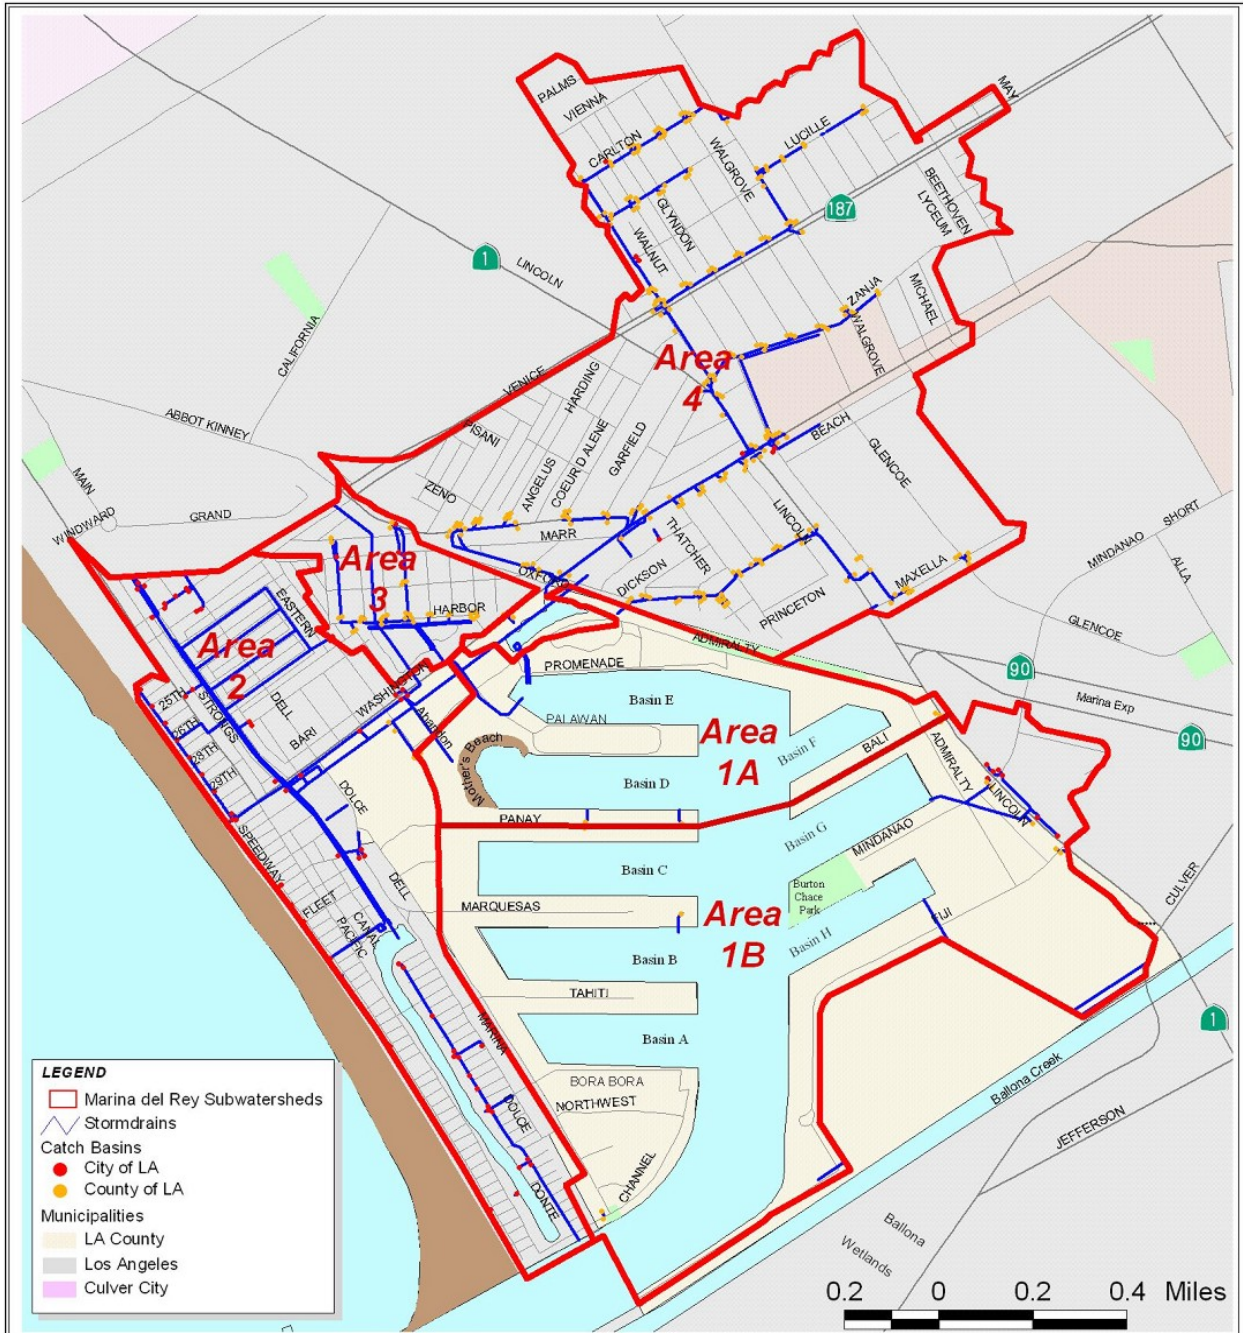 PALMS
VIENNA
CARLTON
WALGROVE
LUCILLE
MAY
187
GLYNDON
WALNUT
BEETHOVEN
LYCEUM
1
LINCOLN
CALIFORNIA
ZANJA
MICHAEL
WALGROVE
Area
4
VENICE
HARDING
ABBOT KINNEY
PISANI
ANGELUS
COEUR D ALENE
GARFIELD
BEACH
GLENCOE
MAIN
WINDWARD
GRAND
ZENO
MARR
LINCOLN
THATCHER
MINDANAO
SHORT
ALLA
Area
3
OXFORD
DICKSON
MAXELLA
PRINCETON
HARBOR
EASTERN
GLENCOE
ADMIRALTY
90
Marina Exp
90
Area
2
25TH
26TH
28TH
29TH
STRONGS
DELL
BARI
WASHINGTON
Abandon
PROMENADE
Basin E
PALAWAN
Mother's Beach
Area
1A
Basin F
BALI
Basin D
ADMIRALTY
LINCOLN
DOLCE
PANAY
Basin G
MINDANAO
SPEEDWAY
FLEET
CANAL
PACIFIC
DELL
Basin C
Burton
Chace
Park
MARQUESAS
Area
1B
FIJI
Basin H
CULVER
Basin B
TAHITI
1
MARINA
Basin A
BORA BORA
NORTHWEST
DOLCE
DONTE
CHANNEL
Ballona Creek
JEFFERSON
Ballona
Wetlands
LEGEND
Marina del Rey Subwatersheds
Stormdrains
Catch Basins
City of LA
County of LA
Municipalities
LA County
Los Angeles
Culver City
0.2 0 0.2 0.4 Miles